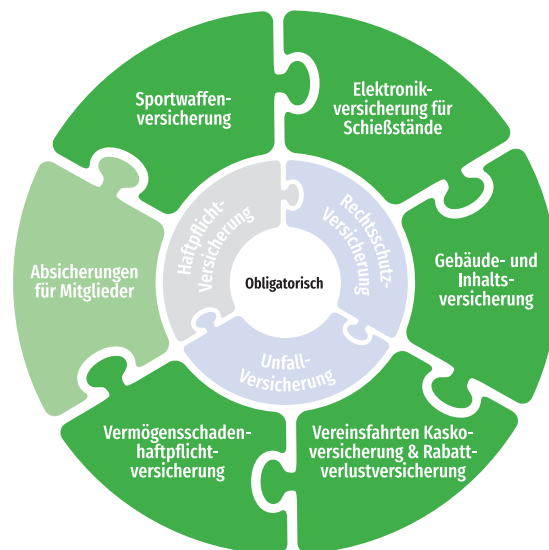 Sportwaffen-
versicherung
Elektronik-
versicherung für
Schießstände
Absicherungen
für Mitglieder
Haftpflicht-
Versicherung
Rechtsschutz-
Versicherung
Obligatorisch
Gebäude- und
Inhalts-
versicherung
Unfall-
Versicherung
Vermögensschaden-
haftpflicht-
versicherung
Vereinsfahrten Kasko-
versicherung & Rabatt-
verlustversicherung